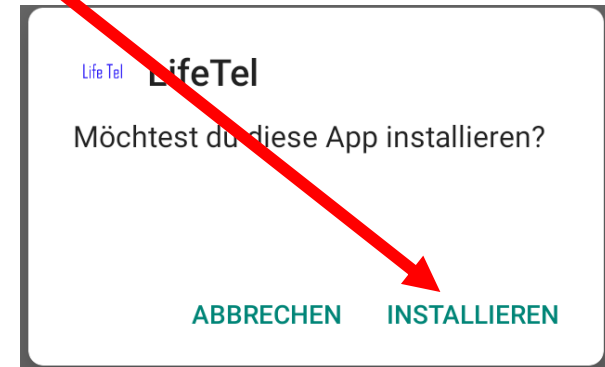 Life Tel LifeTel
Möchtest du diese App installieren?
ABBRECHEN INSTALLIEREN